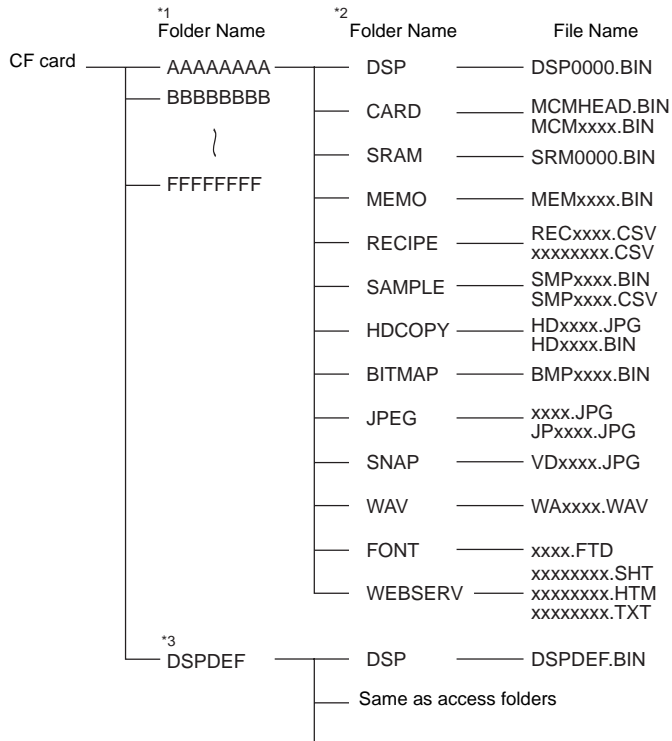 *1
Folder Name
*2
Folder Name
File Name
CF card
AAAAAAAA
DSP
DSP0000.BIN
BBBBBBBB
CARD
MCMHEAD.BIN
MCMxxxx.BIN
SRAM
SRM0000.BIN
FFFFFFFF
MEMO
MEMxxxx.BIN
RECIPE
RECxxxx.CSV
xxxxxxxx.CSV
SAMPLE
SMPxxxx.BIN
SMPxxxx.CSV
HDCOPY
HDxxxx.JPG
HDxxxx.BIN
BITMAP
BMPxxxx.BIN
JPEG
xxxx.JPG
JPxxxx.JPG
SNAP
VDxxxx.JPG
WAV
WAxxxx.WAV
FONT
xxxx.FTD
WEBSERV
xxxxxxxx.SHT
xxxxxxxx.HTM
xxxxxxxx.TXT
*3
DSPDEF
DSP
DSPDEF.BIN
Same as access folders